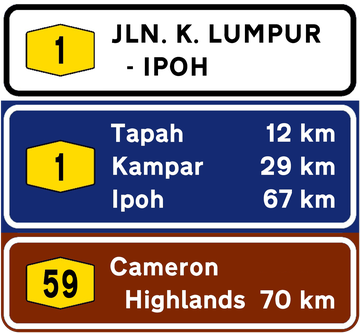 1 JLN. K. LUMPUR
- IPOH
1
Tapah 12 km
Kampar 29 km
Ipoh 67 km
59
Cameron
Highlands 70 km